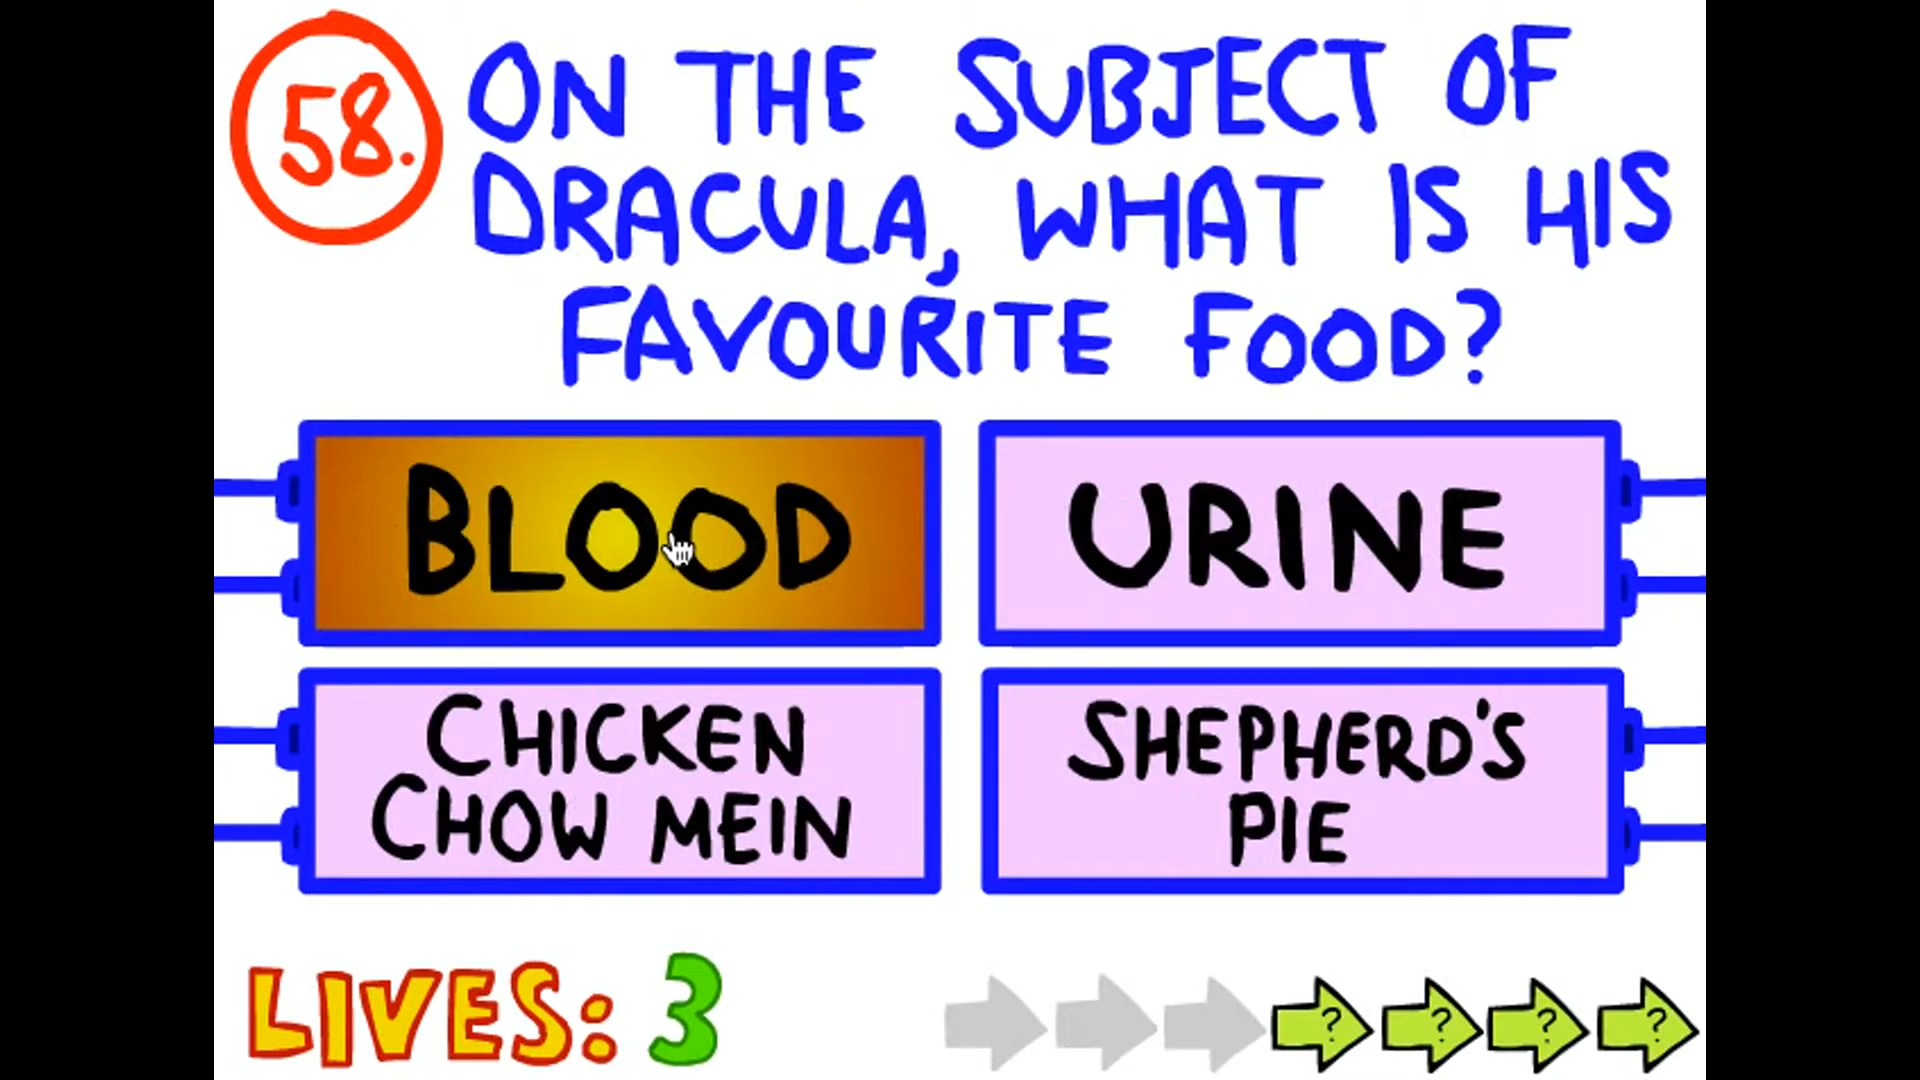 58.
ON THE SUBJECT OF
DRACULA, WHAT IS HIS
FAVOURITE FOOD?
BLOOD
URINE
CHICKEN
CHOW MEIN
SHEPHERD'S
PIE
LIVES: 3
? ? ? ?